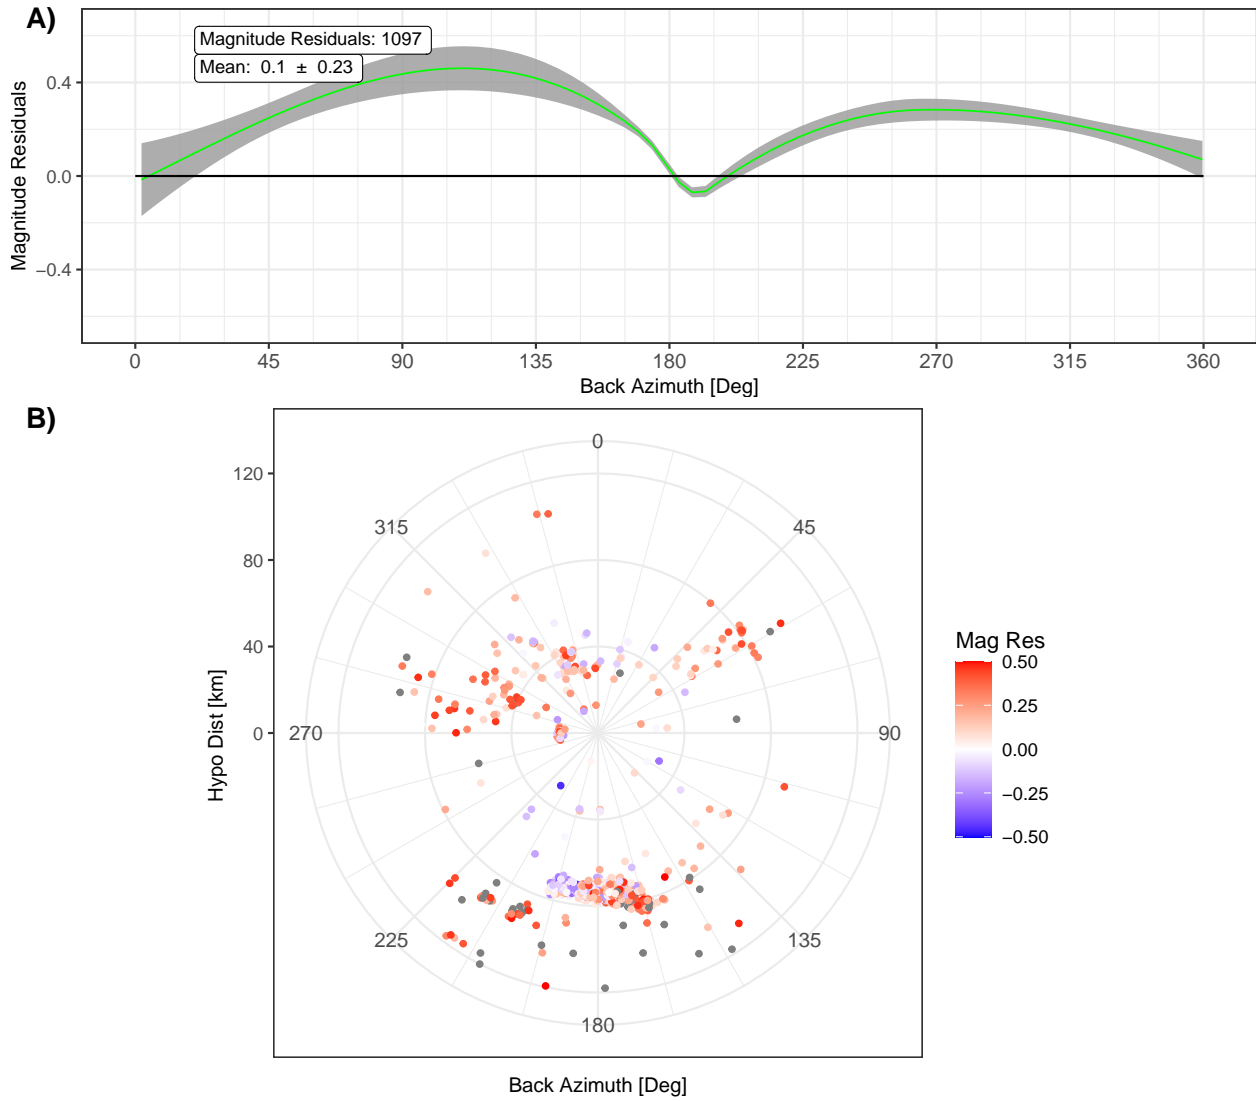 A)
Magnitude Residuals: 1097
Mean: 0.1 ± 0.23
0.4
0.0
−0.4
Magnitude Residuals
0 45 90 135 180 225 270 315 360
Back Azimuth [Deg]
B)
0
45
90
135
180
225
270
315
120
80
40
0
Hypo Dist [km]
Back Azimuth [Deg]
Mag Res
0.50
0.25
0.00
−0.25
−0.50